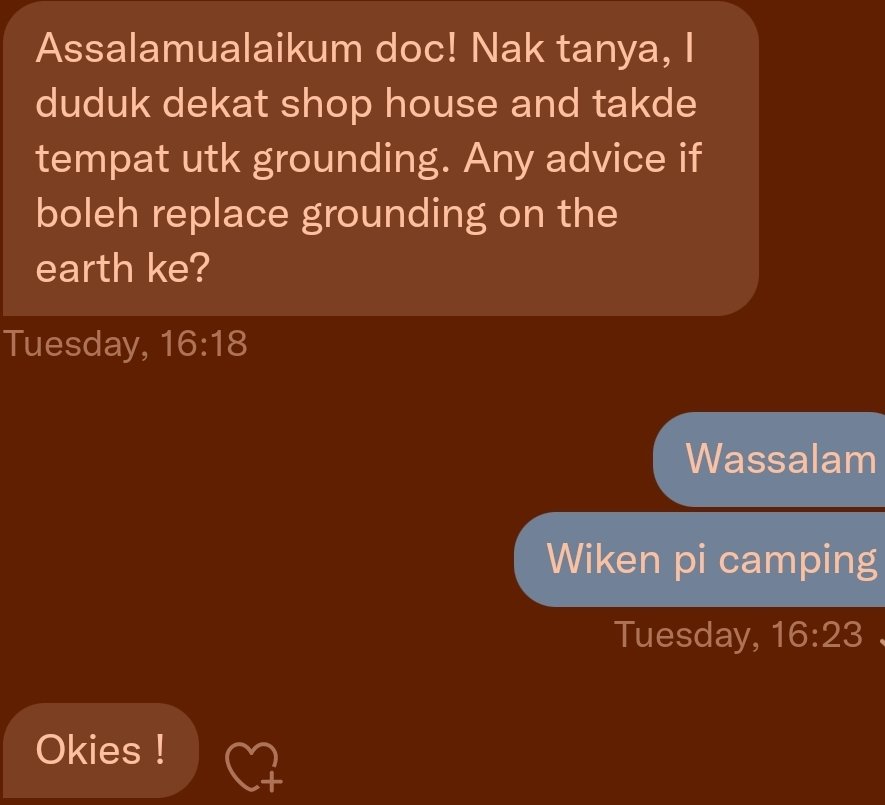 Assalamualaikum doc! Nak tanya, I
duduk dekat shop house and takde
tempat utk grounding. Any advice if
boleh replace grounding on the
earth ke?
Tuesday, 16:18
Wassalam
Wiken pi camping
Tuesday, 16:23
Okies !